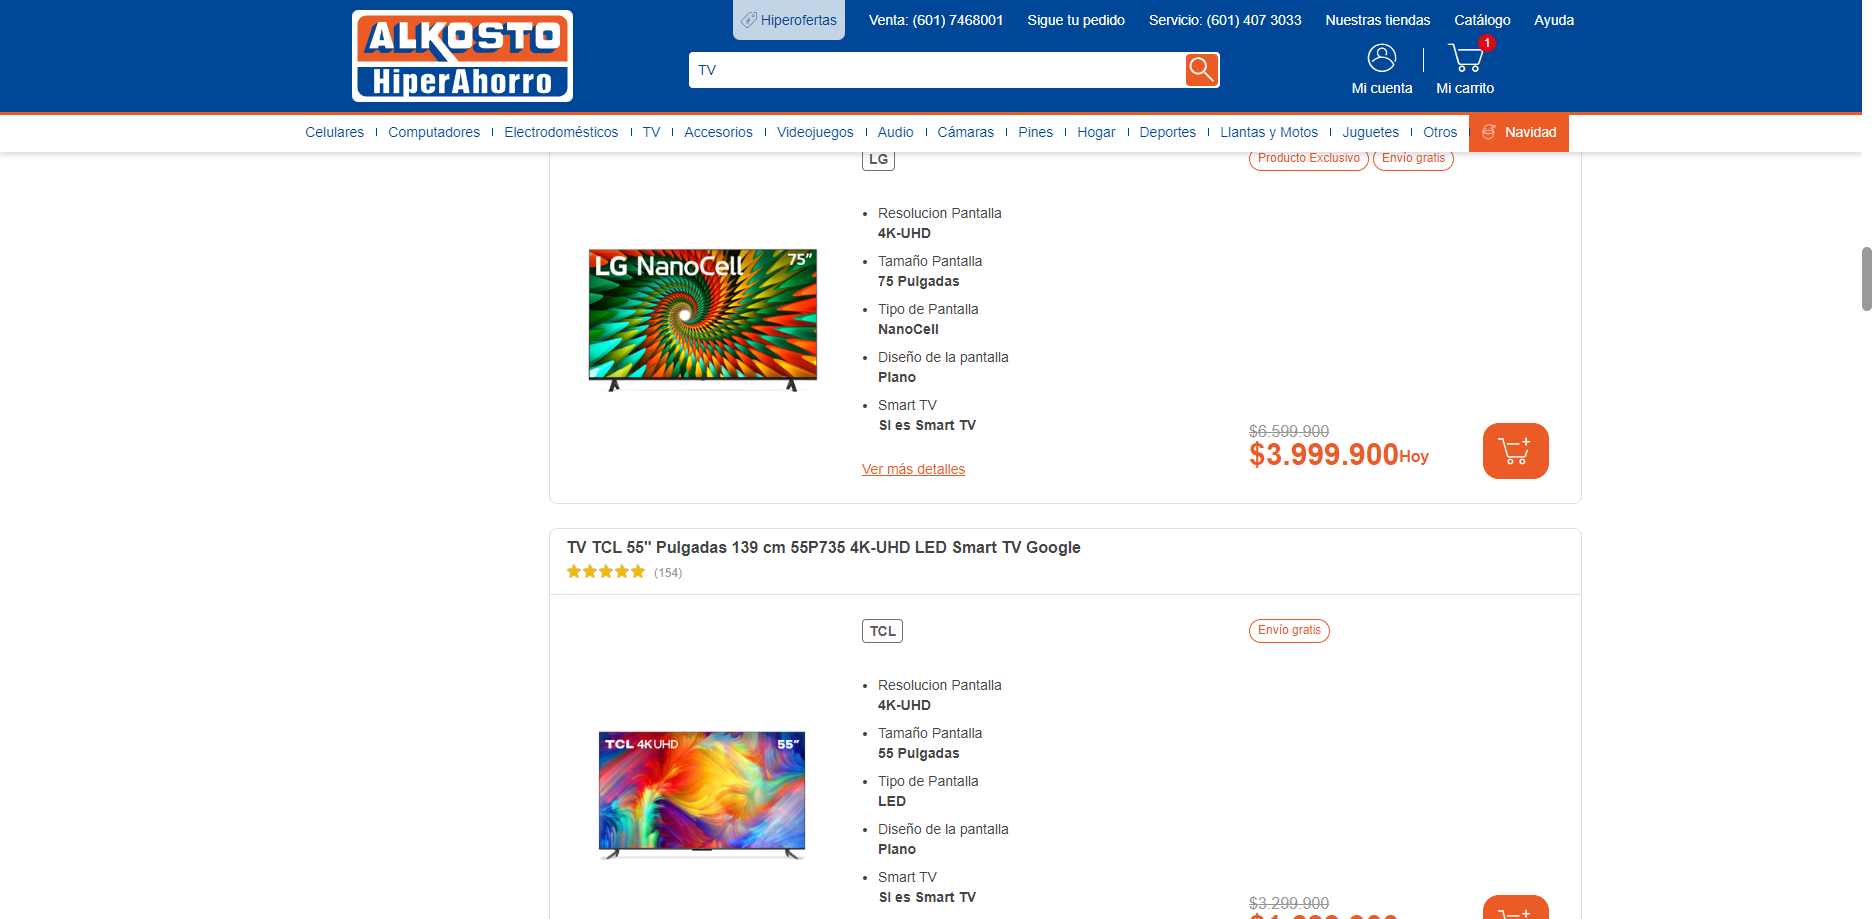 Hiperofertas
Venta: (601) 7468001
Sigue tu pedido
Servicio: (601) 407 3033
Nuestras tiendas
Catálogo
Ayuda
ALKOSTO
HiperAhorro
TV
1
Mi cuenta
Mi carrito
Celulares
Computadores
Electrodomésticos
TV
Accesorios
Videojuegos
Audio
Cámaras
Pines
Hogar
Deportes
Llantas y Motos
Juguetes
Otros
Navidad
LG
Producto Exclusivo
Envío gratis
Resolucion Pantalla
4K-UHD
Tamaño Pantalla
75 Pulgadas
Tipo de Pantalla
NanoCell
Diseño de la pantalla
Plano
Smart TV
Si es Smart TV
Ver más detalles
LG NanoCell 75”
$6.599.900
$3.999.900 Hoy
TV TCL 55" Pulgadas 139 cm 55P735 4K-UHD LED Smart TV Google
(154)
TCL
Envío gratis
Resolucion Pantalla
4K-UHD
Tamaño Pantalla
55 Pulgadas
Tipo de Pantalla
LED
Diseño de la pantalla
Plano
Smart TV
Si es Smart TV
TCL 4K UHD 55”
$3.299.900